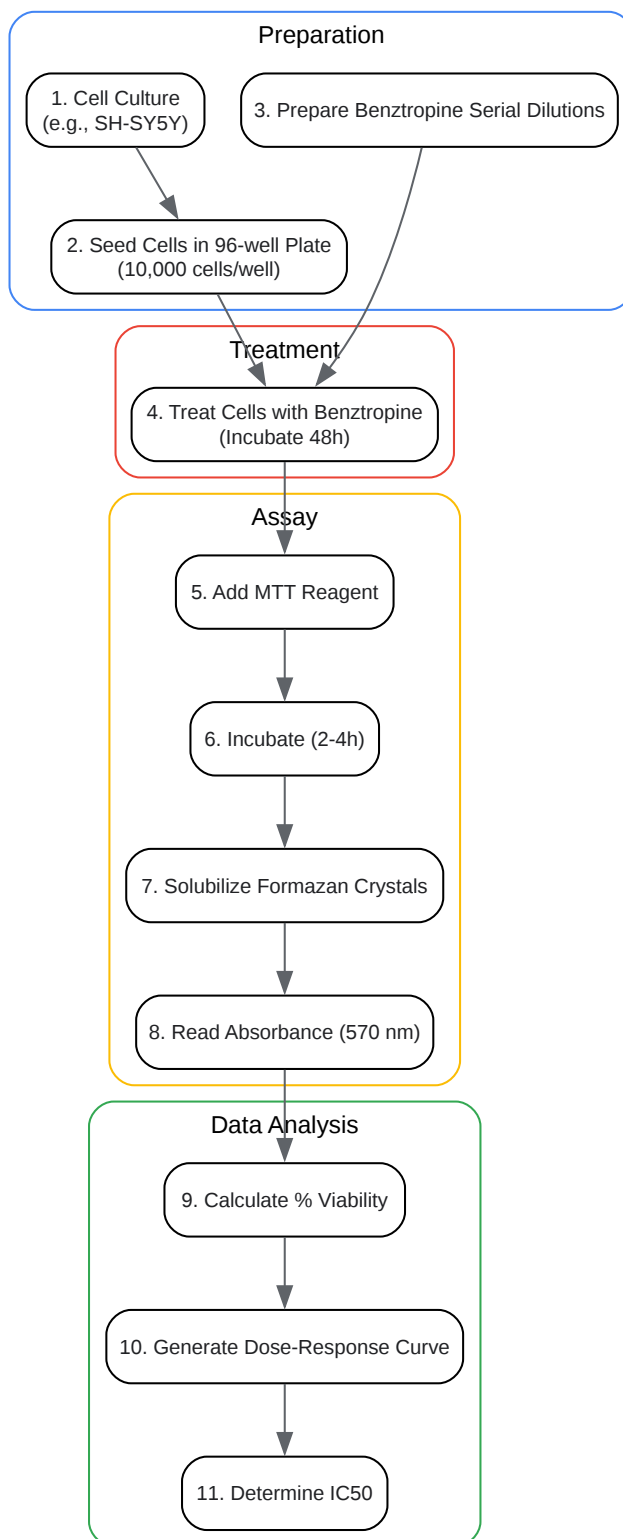 Preparation
1. Cell Culture
(e.g., SH-SY5Y)
3. Prepare Benztropine Serial Dilutions
2. Seed Cells in 96-well Plate
(10,000 cells/well)
Treatment
4. Treat Cells with Benztropine
(Incubate 48h)
Assay
5. Add MTT Reagent
6. Incubate (2-4h)
7. Solubilize Formazan Crystals
8. Read Absorbance (570 nm)
Data Analysis
9. Calculate % Viability
10. Generate Dose-Response Curve
11. Determine IC50